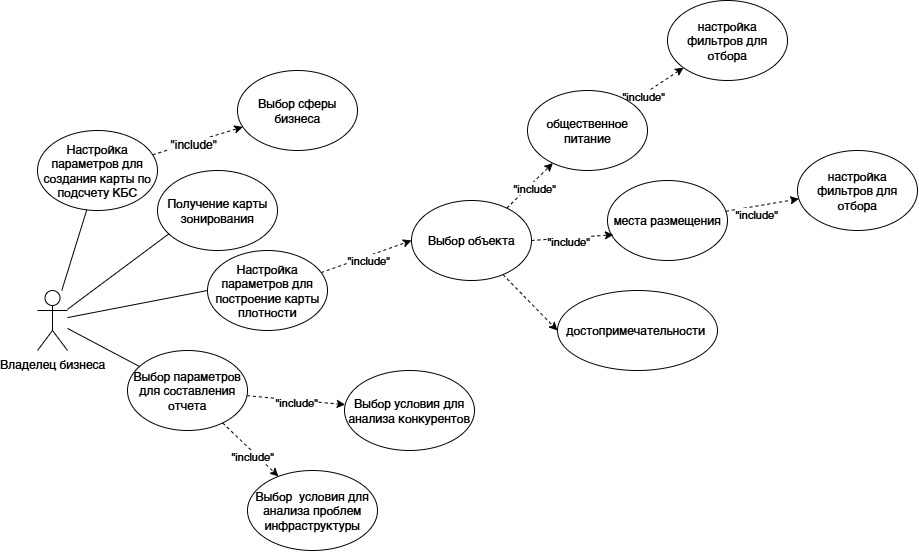 настройка
фильтров для
отбора
"include"
общественное
питание
Выбор сферы
бизнеса
"include"
Настройка
параметров для
создания карты по
подсчету КБС
"include"
настройка
фильтров для
отбора
"include"
места размещения
"include"
Выбор объекта
Получение карты
зонирования
"include"
Настройка
параметров для
построение карты
плотности
достопримечательности
Владелец бизнеса
Выбор параметров
для составления
отчета
"include"
Выбор условия для
анализа конкурентов
"include"
Выбор  условия для
анализа проблем
инфраструктуры